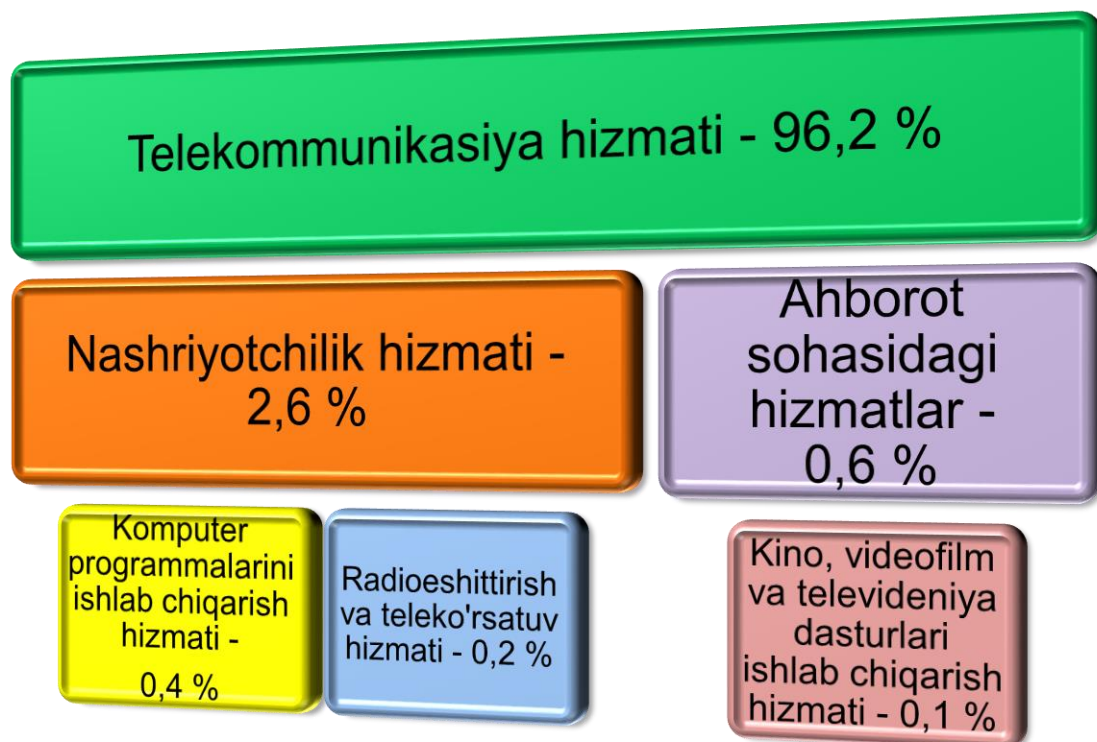 Telekommunikasiya hizmati - 96,2 %
Nashriyotchilik hizmati -
2,6 %
Ahborot
sohasidagi
hizmatlar -
0,6 %
Komputer
programmalarini
ishlab chiqarish
hizmati -
0,4 %
Radioeshittirish
va teleko'rsatuv
hizmati - 0,2 %
Kino, videofilm
va televideniya
dasturlari
ishlab chiqarish
hizmati - 0,1 %